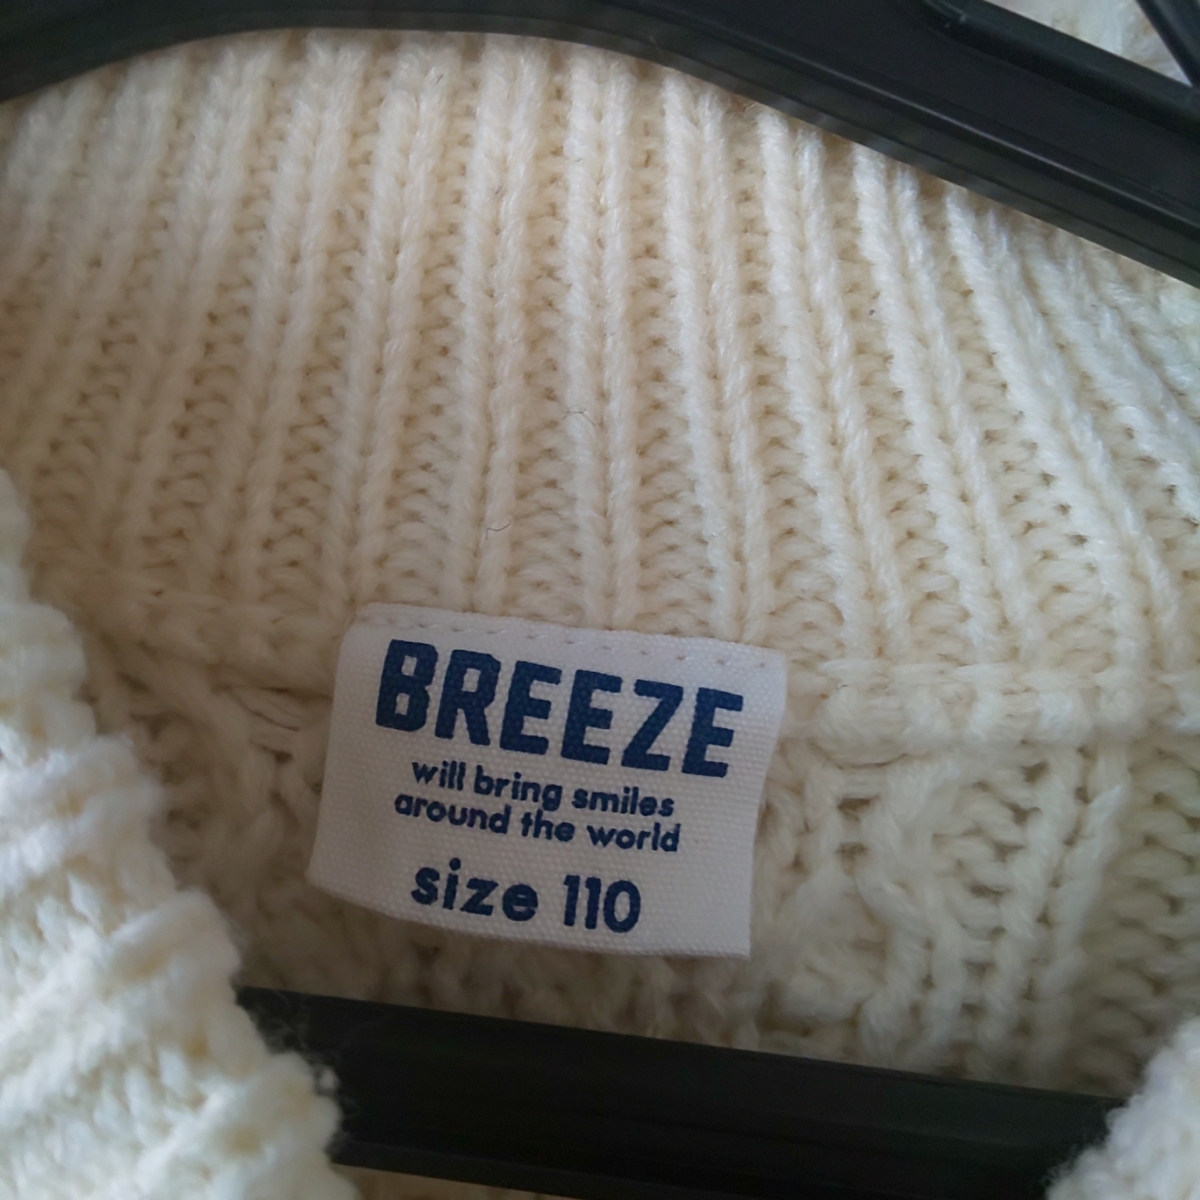 BREEZE
will bring smiles
around the world
size 110